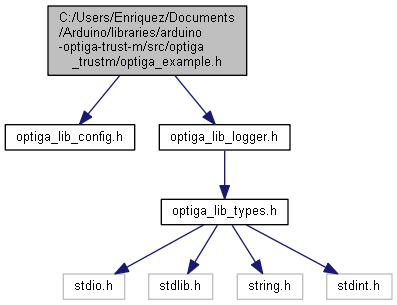 C:/Users/Enriquez/Documents
/Arduino/libraries/arduino
-optiga-trust-m/src/optiga
_trustm/optiga_example.h
optiga_lib_config.h
optiga_lib_logger.h
optiga_lib_types.h
stdio.h
stdlib.h
string.h
stdint.h